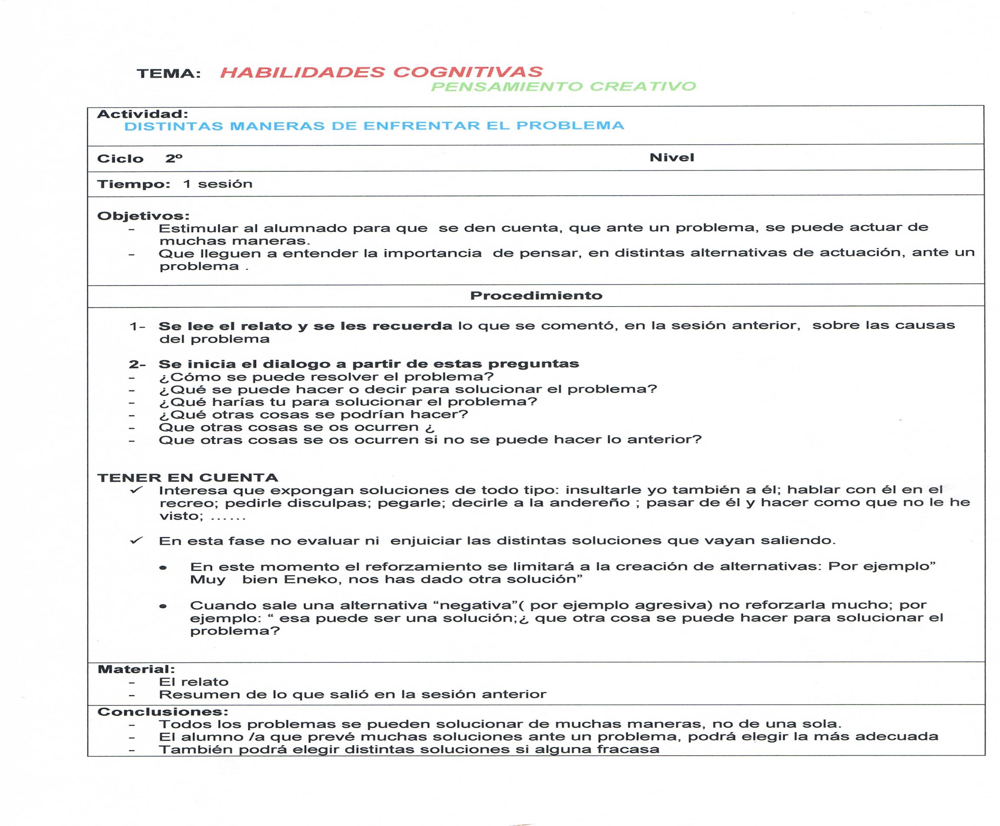 TEMA: HABILIDADES COGNITIVAS
PENSAMIENTO CREATIVO
Actividad:
DISTINTAS MANERAS DE ENFRENTAR EL PROBLEMA
Ciclo 2º Nivel
Tiempo: 1 sesión
Objetivos:
- Estimular al alumnado para que se den cuenta, que ante un problema, se puede actuar de
muchas maneras.
- Que lleguen a entender la importancia de pensar, en distintas alternativas de actuación, ante un
problema .
Procedimiento
1- Se lee el relato y se les recuerda lo que se comentó, en la sesión anterior, sobre las causas
del problema
2- Se inicia el dialogo a partir de estas preguntas
- ¿Cómo se puede resolver el problema?
- ¿Qué se puede hacer o decir para solucionar el problema?
- ¿Qué harías tu para solucionar el problema?
- ¿Qué otras cosas se podrían hacer?
- Que otras cosas se os ocurren ¿
- Que otras cosas se os ocurren si no se puede hacer lo anterior?
TENER EN CUENTA
✓ Interesa que expongan soluciones de todo tipo: insultarle yo también a él; hablar con él en el
recreo; pedirle disculpas; pegarle; decirle a la andereño ; pasar de él y hacer como que no le he
visto; ……
✓ En esta fase no evaluar ni enjuiciar las distintas soluciones que vayan saliendo.
• En este momento el reforzamiento se limitará a la creación de alternativas: Por ejemplo”
Muy bien Eneko, nos has dado otra solución”
• Cuando sale una alternativa “negativa”( por ejemplo agresiva) no reforzarla mucho; por
ejemplo: “ esa puede ser una solución;¿ que otra cosa se puede hacer para solucionar el
problema?
Material:
- El relato
- Resumen de lo que salió en la sesión anterior
Conclusiones:
- Todos los problemas se pueden solucionar de muchas maneras, no de una sola.
- El alumno /a que prevé muchas soluciones ante un problema, podrá elegir la más adecuada
- También podrá elegir distintas soluciones si alguna fracasa